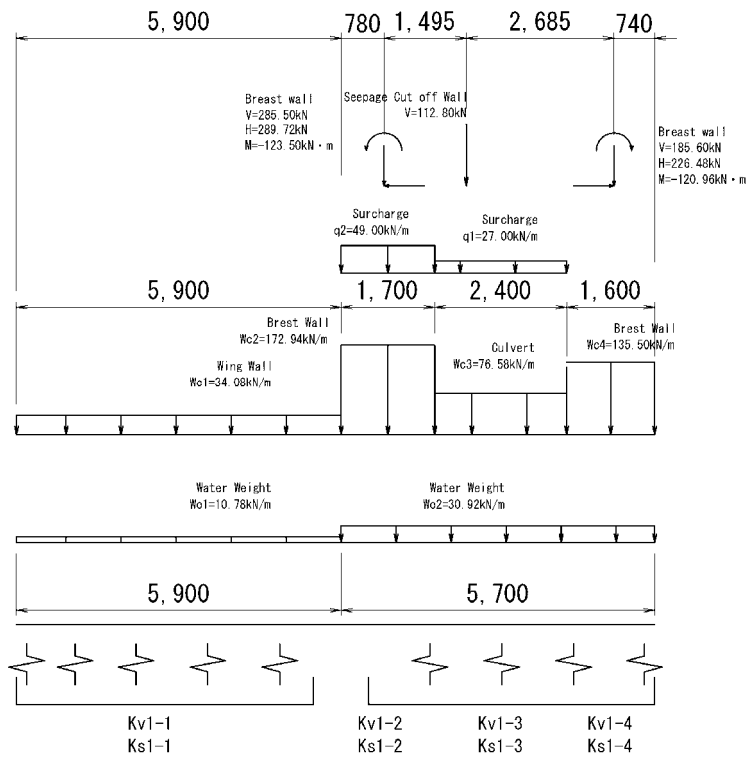 5,900 780 1,495 2,685 740
Breast wall
V=285.50kN
H=289.72kN
M=-123.50kN・m
Seepage Cut off Wall
V=112.80kN
Breast wall
V=185.60kN
H=226.48kN
M=-120.96kN・m
Surcharge
q2=49.00kN/m
Surcharge
q1=27.00kN/m
5,900 1,700 2,400 1,600
Brest Wall
Wc2=172.94kN/m
Brest Wall
Wc4=135.50kN/m
Culvert
Wc3=76.58kN/m
Wing Wall
Wc1=34.08kN/m
Water Weight
Wo1=10.78kN/m
Water Weight
Wo2=30.92kN/m
5,900 5,700
Kv1-1 Kv1-2 Kv1-3 Kv1-4
Ks1-1 Ks1-2 Ks1-3 Ks1-4